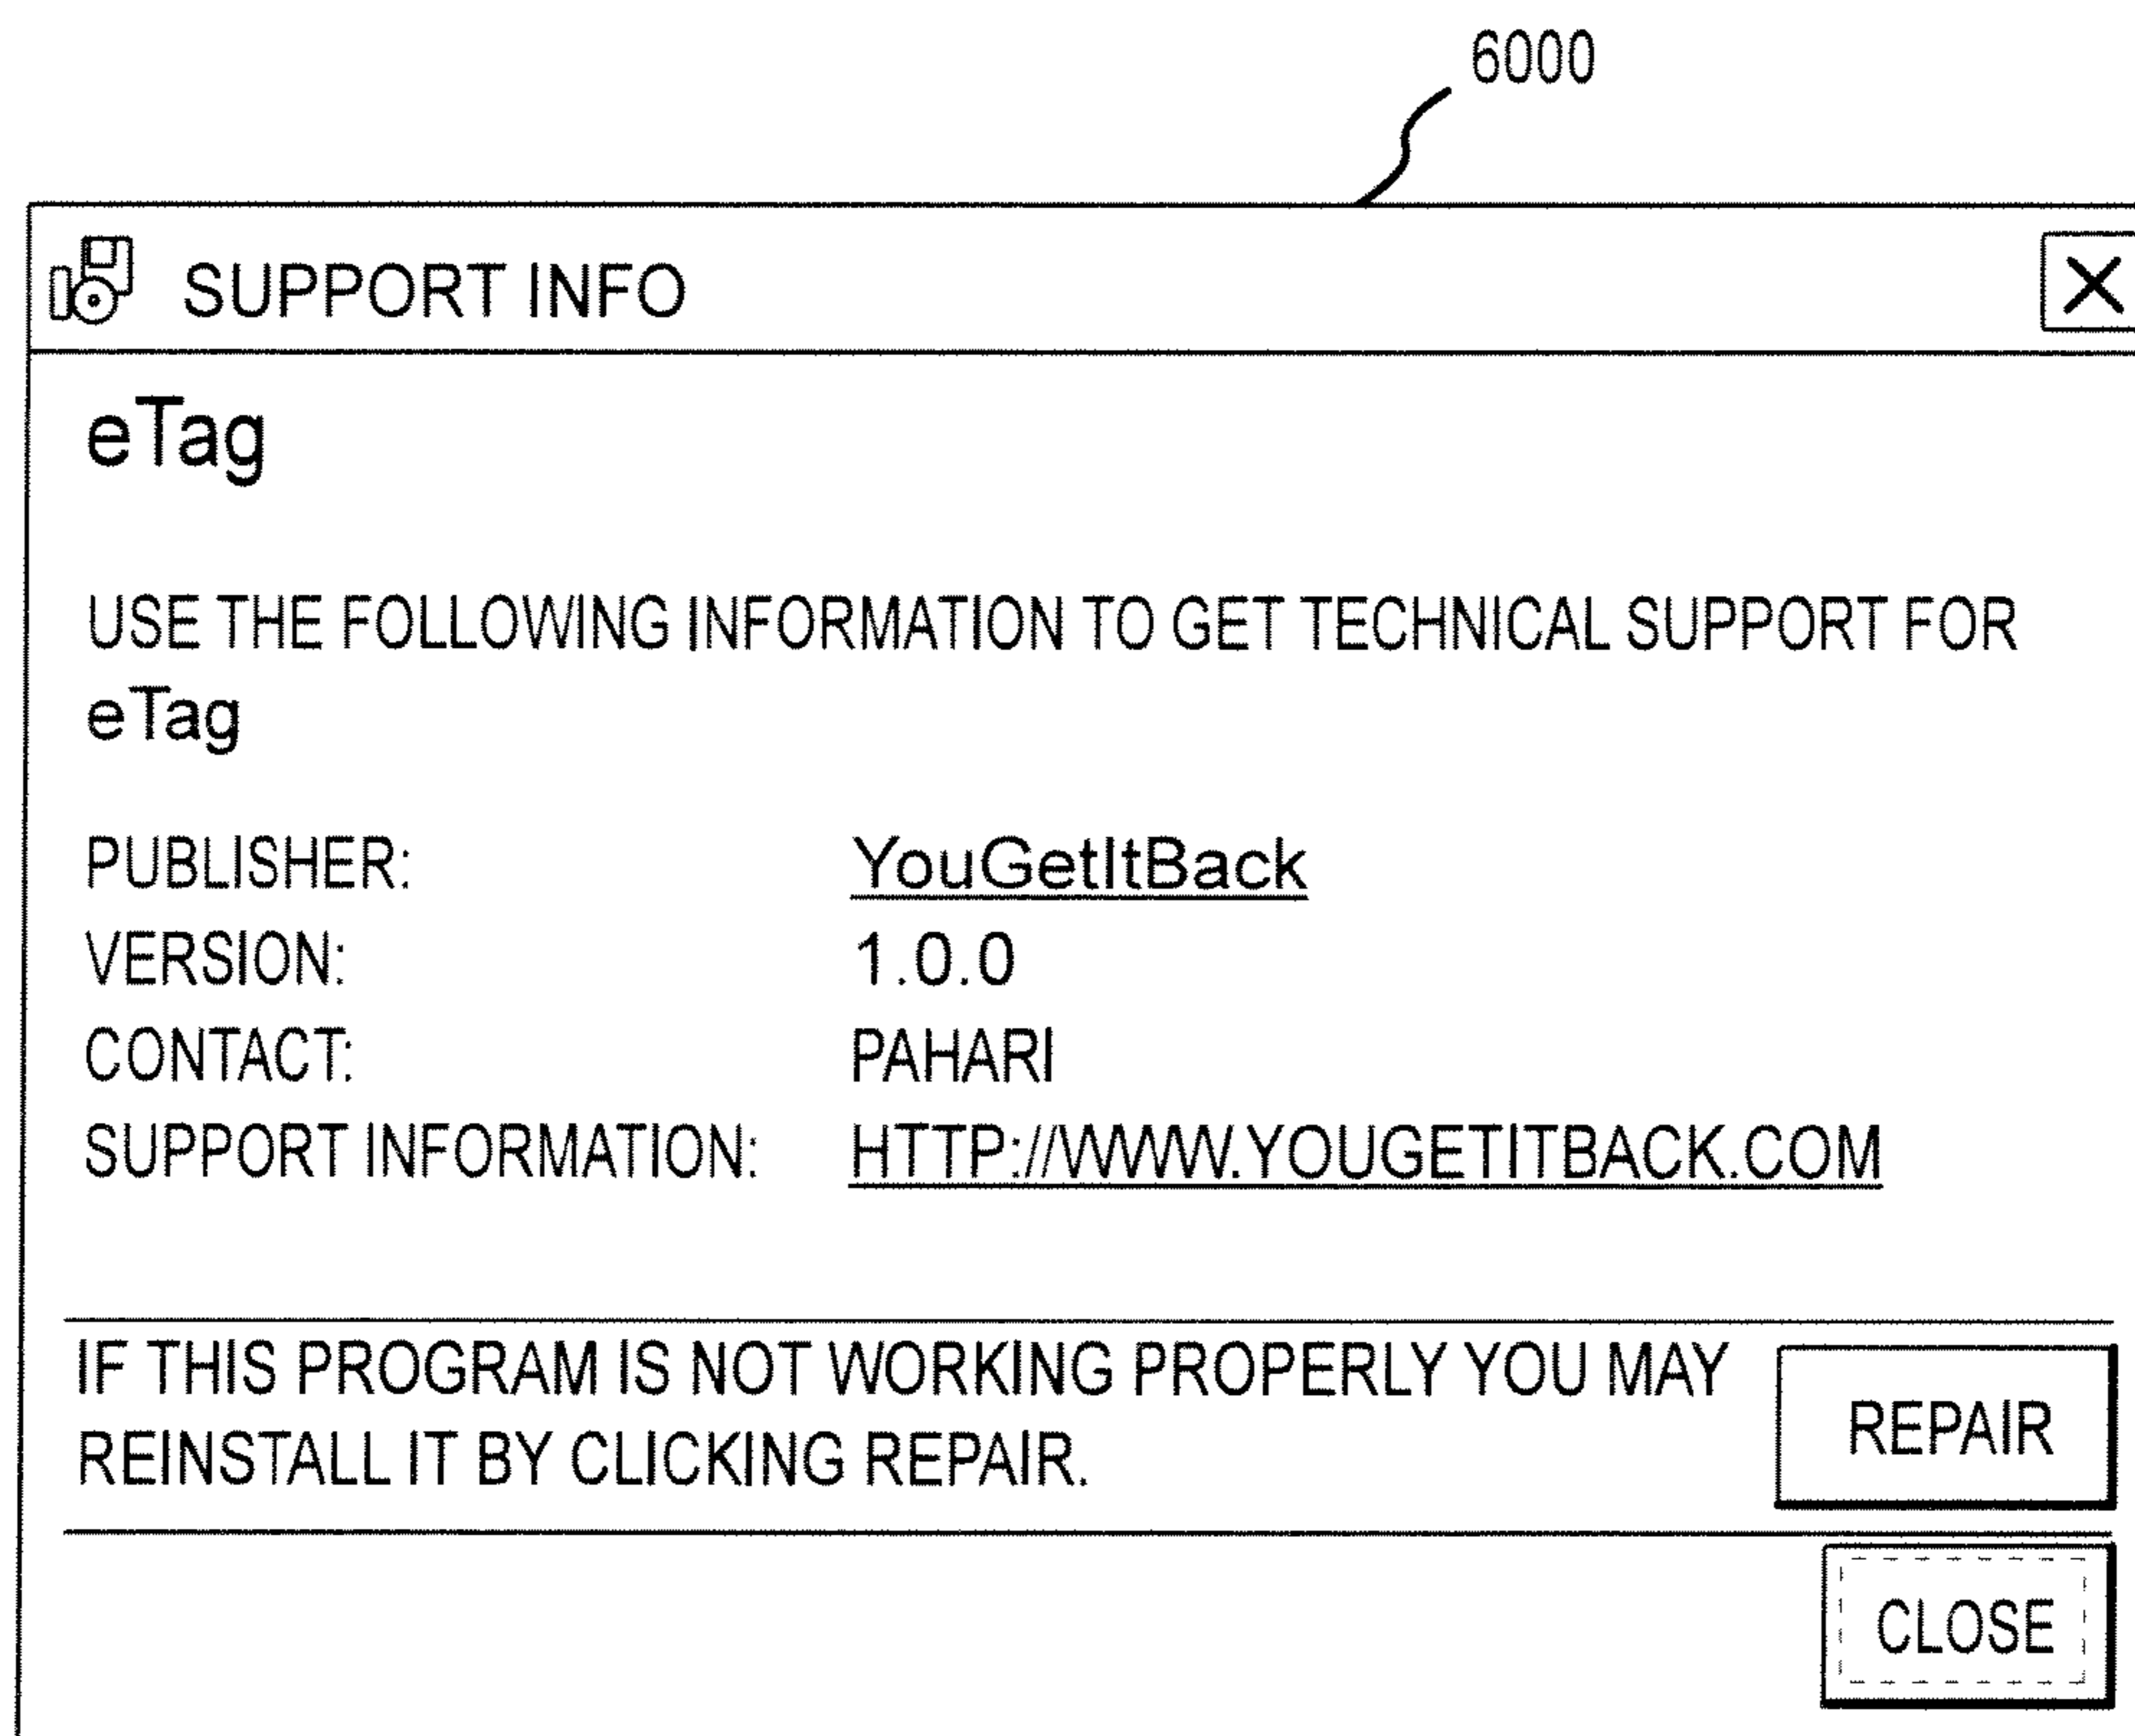 6000
SUPPORT INFO
eTag
USE THE FOLLOWING INFORMATION TO GET TECHNICAL SUPPORT FOR
eTag
PUBLISHER: YouGetItBack
VERSION: 1.0.0
CONTACT: PAHARI
SUPPORT INFORMATION: HTTP://WWW.YOUGETITBACK.COM
IF THIS PROGRAM IS NOT WORKING PROPERLY YOU MAY
REINSTALL IT BY CLICKING REPAIR.
REPAIR
CLOSE